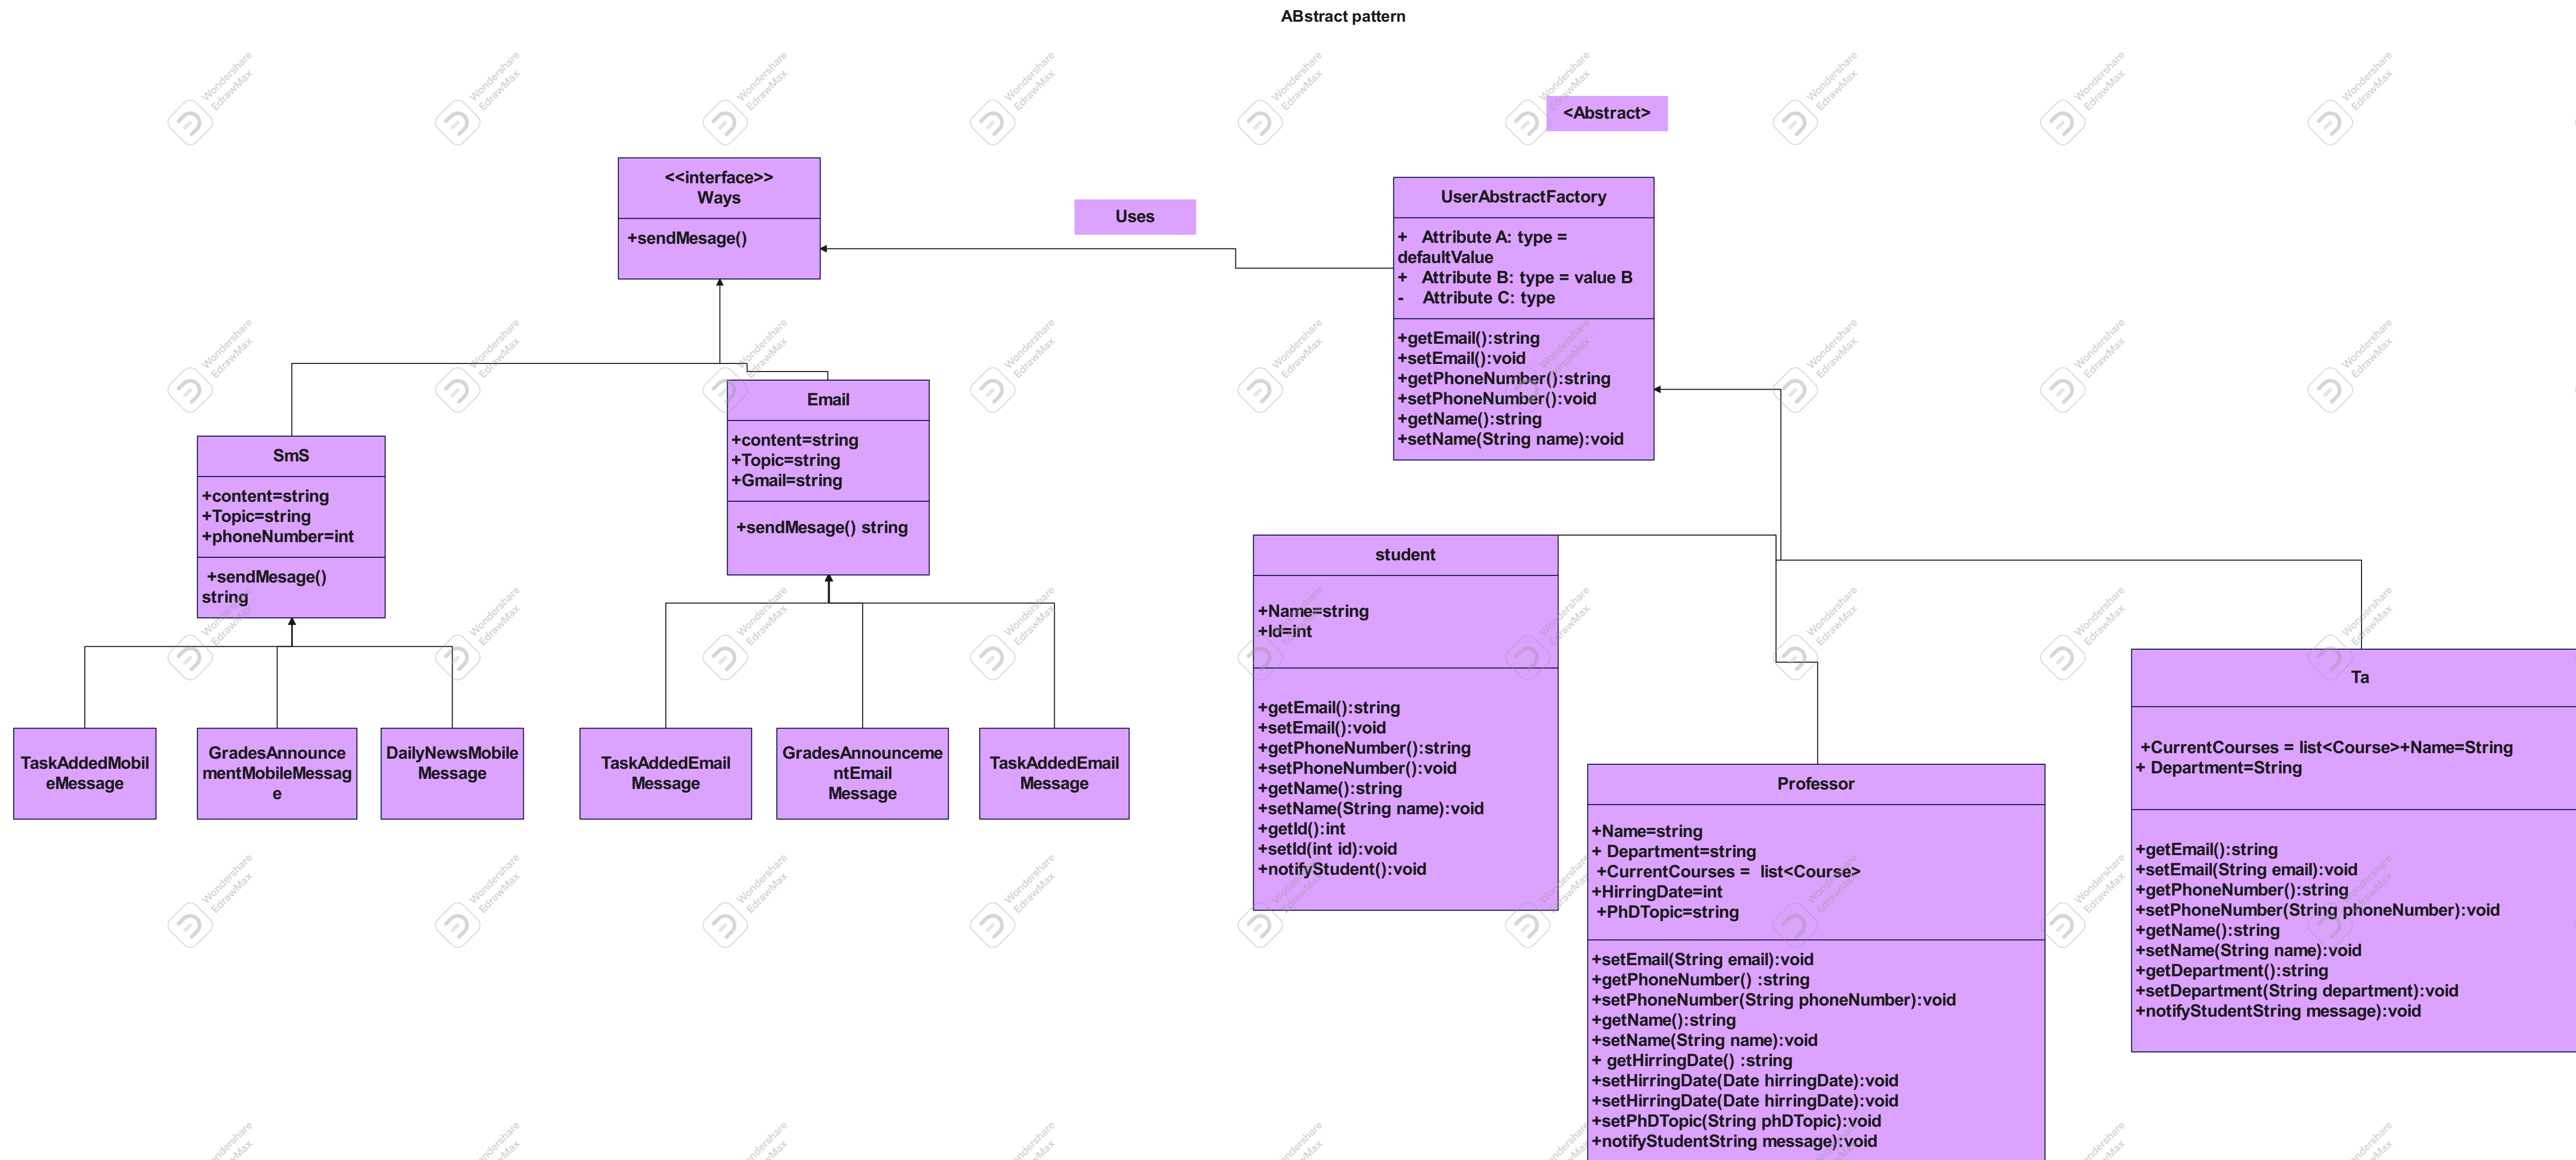 ABstract pattern
<Abstract>
<<interface>>
Ways
+sendMesage()
Uses
UserAbstractFactory
+ Attribute A: type =
defaultValue
+ Attribute B: type = value B
- Attribute C: type
+getEmail():string
+setEmail():void
+getPhoneNumber():string
+setPhoneNumber():void
+getName():string
+setName(String name):void
SmS
+content=string
+Topic=string
+phoneNumber=int
+sendMesage()
string
Email
+content=string
+Topic=string
+Gmail=string
+sendMesage() string
TaskAddedMobil
eMessage
GradesAnnounce
mentMobileMessag
e
DailyNewsMobile
Message
TaskAddedEmail
Message
GradesAnnounceme
ntEmail
Message
TaskAddedEmail
Message
student
+Name=string
+Id=int
+getEmail():string
+setEmail():void
+getPhoneNumber():string
+setPhoneNumber():void
+getName():string
+setName(String name):void
+getId():int
+setId(int id):void
+notifyStudent():void
Professor
+Name=string
+ Department=string
+CurrentCourses = list<Course>
+HirringDate=int
+PhDTopic=string
+setEmail(String email):void
+getPhoneNumber() :string
+setPhoneNumber(String phoneNumber):void
+getName():string
+setName(String name):void
+ getHirringDate() :string
+setHirringDate(Date hirringDate):void
+setHirringDate(Date hirringDate):void
+setPhDTopic(String phDTopic):void
+notifyStudentString message):void
Ta
+CurrentCourses = list<Course>+Name=String
+ Department=String
+getEmail():string
+setEmail(String email):void
+getPhoneNumber():string
+setPhoneNumber(String phoneNumber):void
+getName():string
+setName(String name):void
+getDepartment():string
+setDepartment(String department):void
+notifyStudentString message):void
Wondershare
EdrawMax